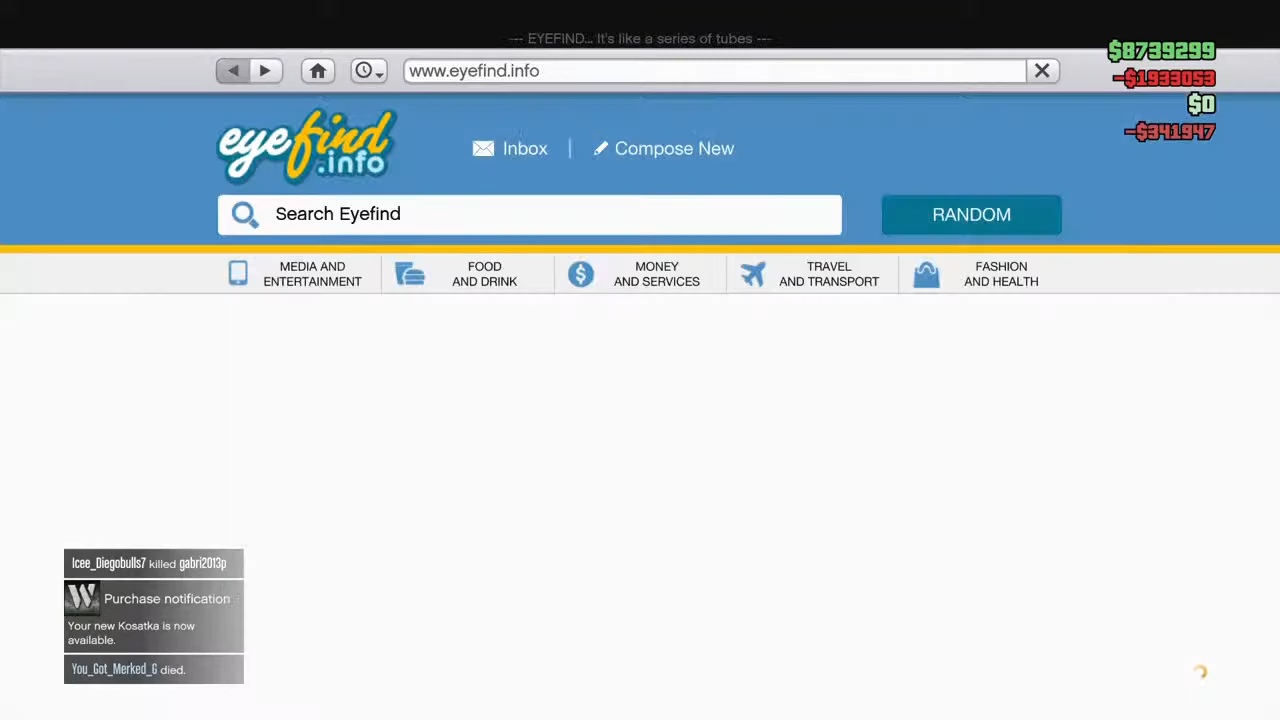 --- EYEFIND... It's like a series of tubes ---
www.eyefind.info
$8739299
-$1933053
$0
-$341947
eyefind.info
Inbox
Compose New
Search Eyefind
RANDOM
MEDIA AND
ENTERTAINMENT
FOOD
AND DRINK
MONEY
AND SERVICES
TRAVEL
AND TRANSPORT
FASHION
AND HEALTH
Icee_Diegobulls7 killed gabri2013p
W
Purchase notification
Your new Kosatka is now
available.
You_Got_Merked_G died.